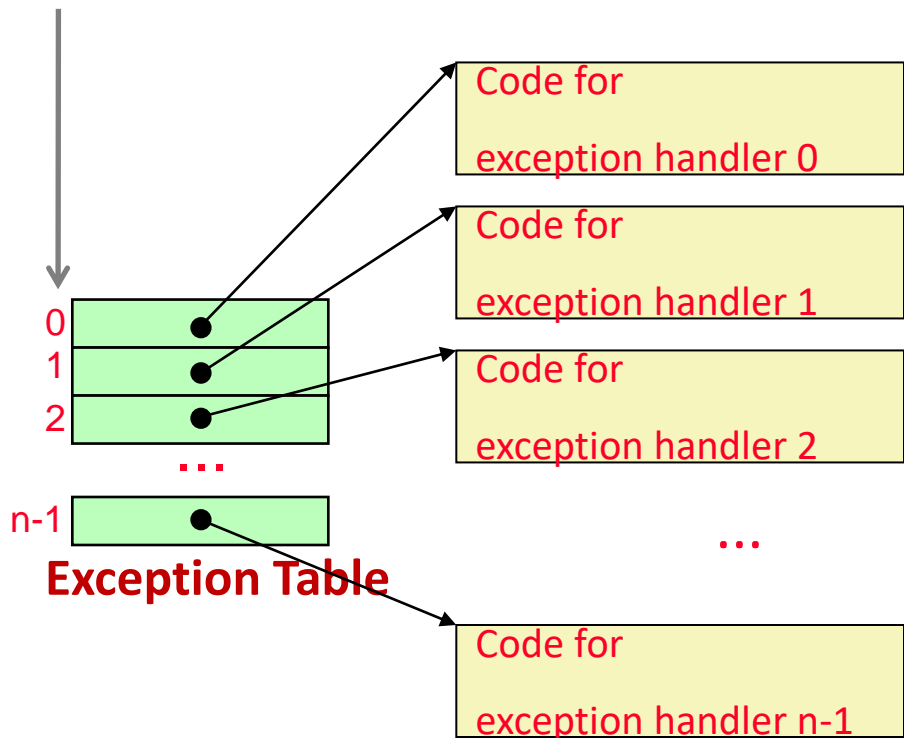 Code for
exception handler 0
Code for
exception handler 1
0
1
2
Code for
exception handler 2
...
n-1
...
Exception Table
Code for
exception handler n-1